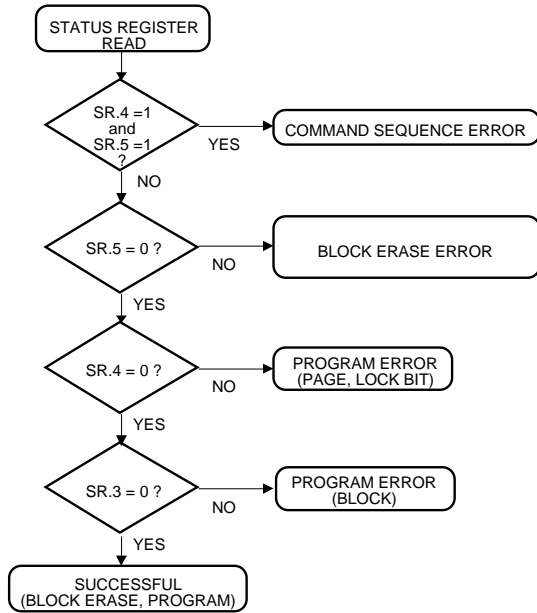 STATUS REGISTER
READ
SR.4 =1
and
SR.5 =1
?
YES
COMMAND SEQUENCE ERROR
NO
SR.5 = 0 ?
NO
BLOCK ERASE ERROR
YES
SR.4 = 0 ?
NO
PROGRAM ERROR
(PAGE, LOCK BIT)
YES
SR.3 = 0 ?
NO
PROGRAM ERROR
(BLOCK)
YES
SUCCESSFUL
(BLOCK ERASE, PROGRAM)